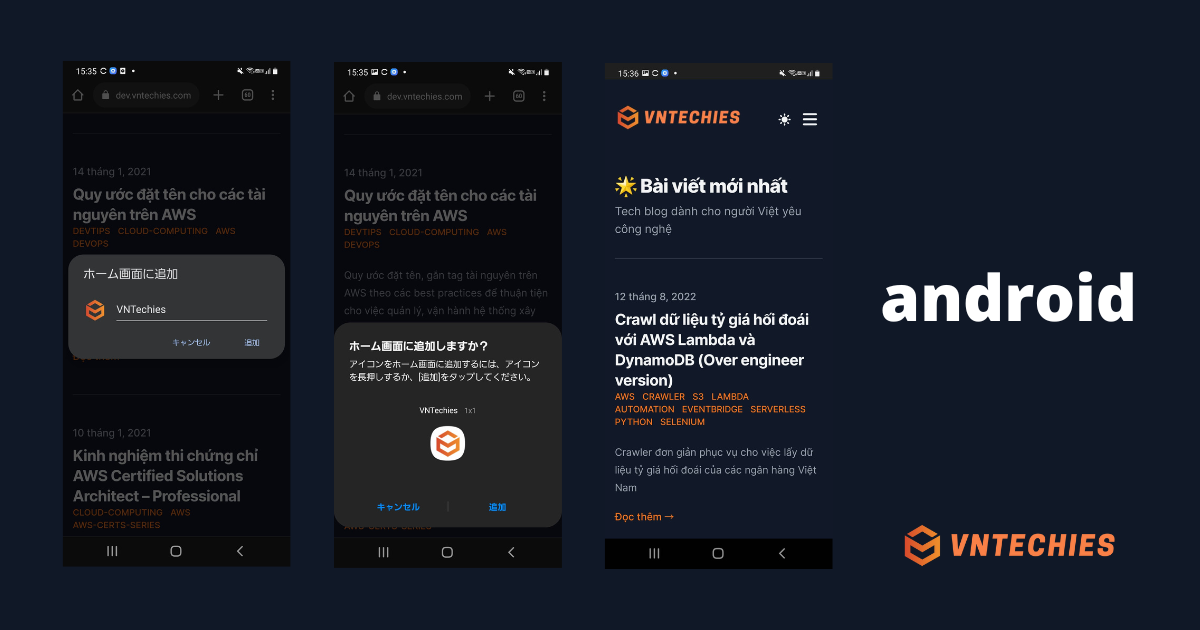 15:35
dev.vntechies.com
60
14 tháng 1, 2021
Quy ước đặt tên cho các tài
nguyên trên AWS
DEVTIPS CLOUD-COMPUTING AWS
DEVOPS
ホーム画面に追加
VNTechies
キャンセル 追加
10 tháng 1, 2021
Kinh nghiệm thi chứng chỉ
AWS Certified Solutions
Architect – Professional
CLOUD-COMPUTING AWS
AWS-CERTS-SERIES
15:35
dev.vntechies.com
60
14 tháng 1, 2021
Quy ước đặt tên cho các tài
nguyên trên AWS
DEVTIPS CLOUD-COMPUTING AWS
DEVOPS
Quy ước đặt tên, gắn tag tài nguyên trên
AWS theo các best practices để thuận tiện
cho việc quản lý, vận hành hệ thống xây
ホーム画面に追加しますか？
アイコンをホーム画面に追加するには、アイコン
を長押しするか、[追加]をタップしてください。
VNTechies 1x1
キャンセル 追加
AWS-CERTS-SERIES
15:36
VNTECHIES
Bài viết mới nhất
Tech blog dành cho người Việt yêu
công nghệ
12 tháng 8, 2022
Crawl dữ liệu tỷ giá hối đoái
với AWS Lambda và
DynamoDB (Over engineer
version)
AWS CRAWLER S3 LAMBDA
AUTOMATION EVENTBRIDGE SERVERLESS
PYTHON SELENIUM
Crawler đơn giản phục vụ cho việc lấy dữ
liệu tỷ giá hối đoái của các ngân hàng Việt
Nam
Đọc thêm →
android
VNTECHIES